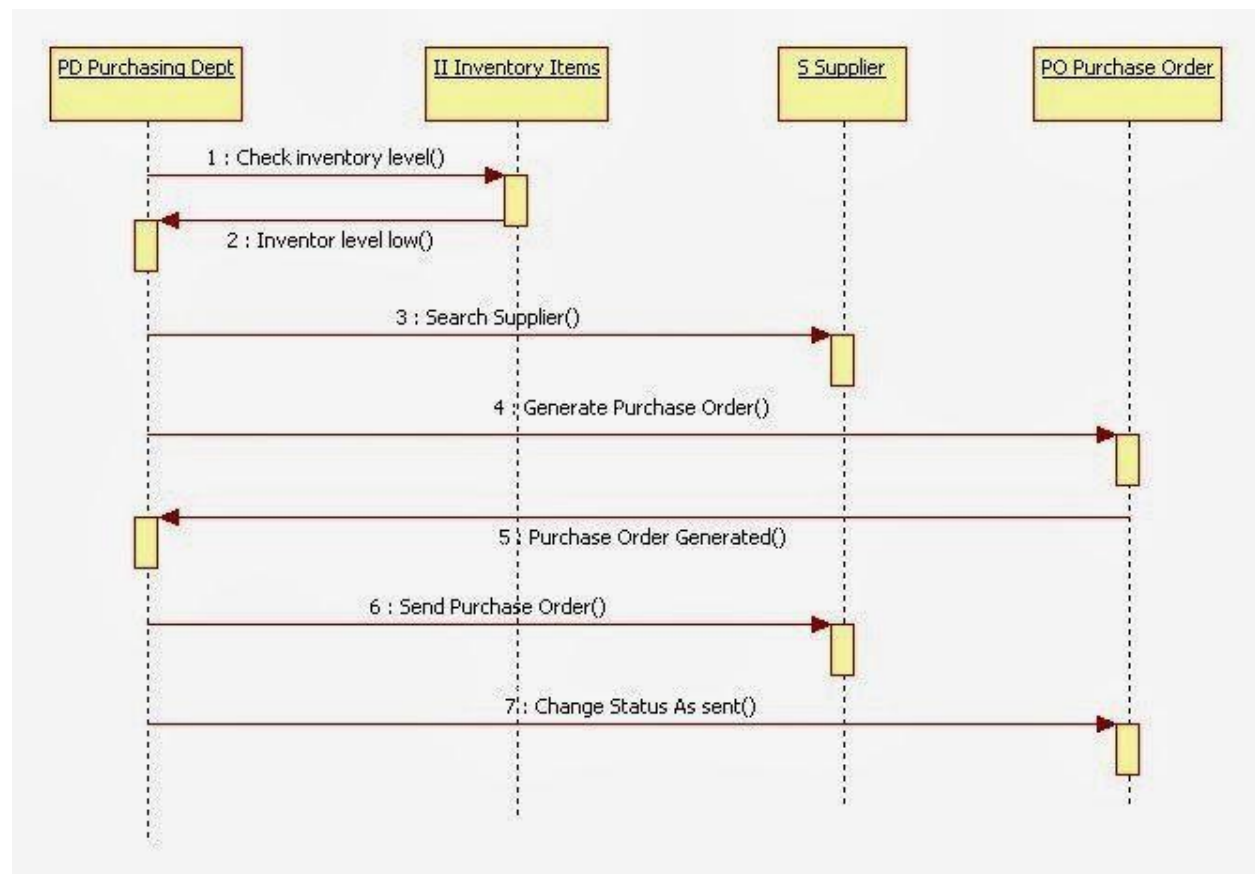 PD Purchasing Dept
II Inventory Items
S Supplier
PO Purchase Order
1 : Check inventory level()
2 : Inventor level low()
3 : Search Supplier()
4 : Generate Purchase Order()
5 : Purchase Order Generated()
6 : Send Purchase Order()
7 : Change Status As sent()